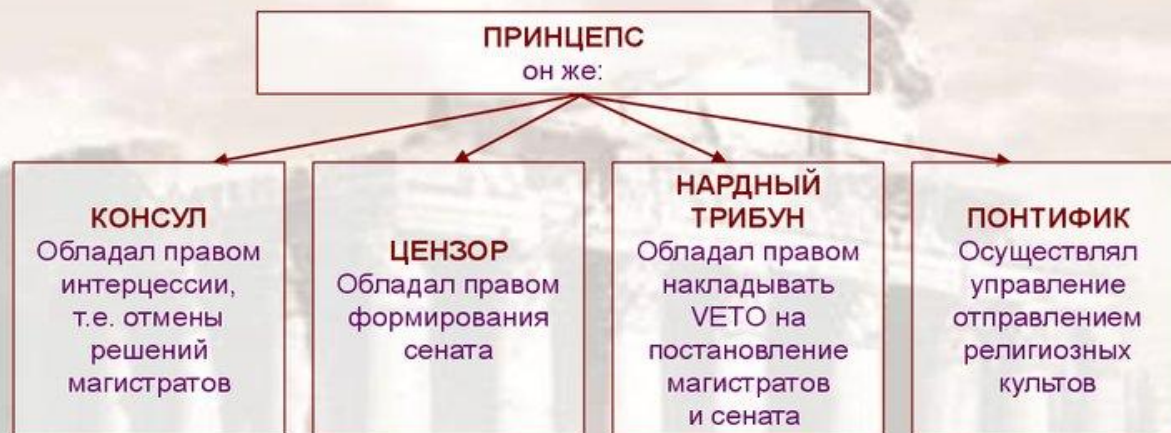 ПРИНЦЕПС
он же:
КОНСУЛ
Обладал правом
интерцессии,
т.е. отмены
решений
магистратов
ЦЕНЗОР
Обладал правом
формирования
сената
НАРДНЫЙ
ТРИБУН
Обладал правом
накладывать
VETO на
постановление
магистратов
и сената
ПОНТИФИК
Осуществлял
управление
отправлением
религиозных
культов